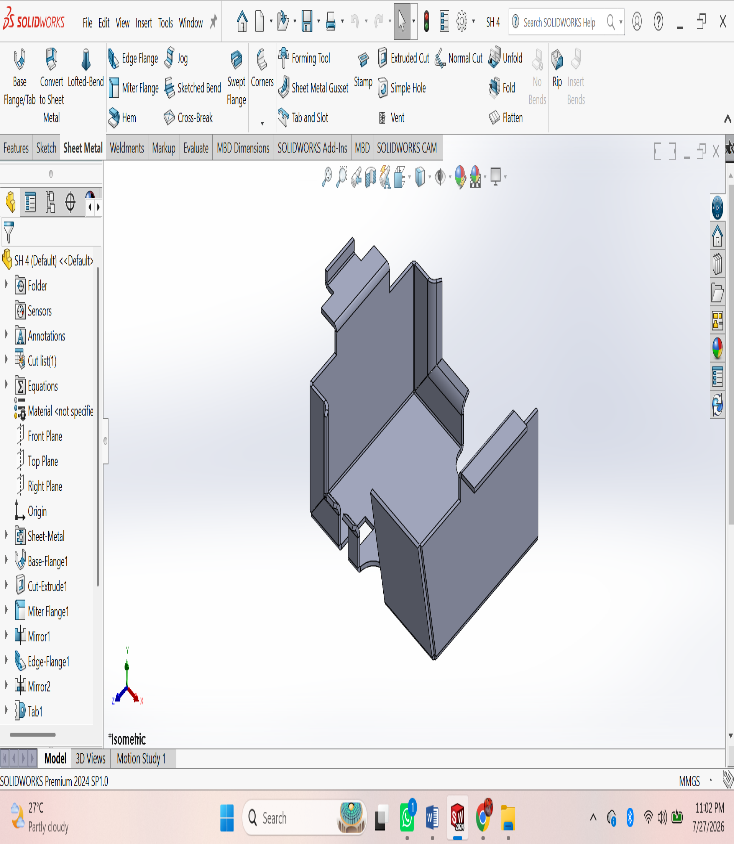 SOLIDWORKS File Edit View Insert Tools Window SH 4 Search SOLIDWORKS Help
Base Flange/Tab
Convert to Sheet Metal
Lofted-Bend
Edge Flange
Miter Flange
Hem
Jog
Sketched Bend
Cross-Break
Swept Flange
Corners
Forming Tool
Sheet Metal Gusset
Tab and Slot
Stamp
Extruded Cut
Simple Hole
Vent
Normal Cut
Unfold
Fold
Flatten
No Bends
Rip
Insert Bends
Features Sketch Sheet Metal Weldments Markup Evaluate MBD Dimensions SOLIDWORKS Add-Ins MBD SOLIDWORKS CAM
SH 4 (Default) <<Default>
Folder
Sensors
Annotations
Cut list(1)
Equations
Material <not specifie
Front Plane
Top Plane
Right Plane
Origin
Sheet-Metal
Base-Flange1
Cut-Extrude1
Miter Flange1
Mirror1
Edge-Flange1
Mirror2
Tab1
Y
Z
X
*Isometric
Model 3D Views Motion Study 1
SOLIDWORKS Premium 2024 SP1.0 MMGS
27°C
Partly cloudy
Search
1
11:02 PM
7/27/2026